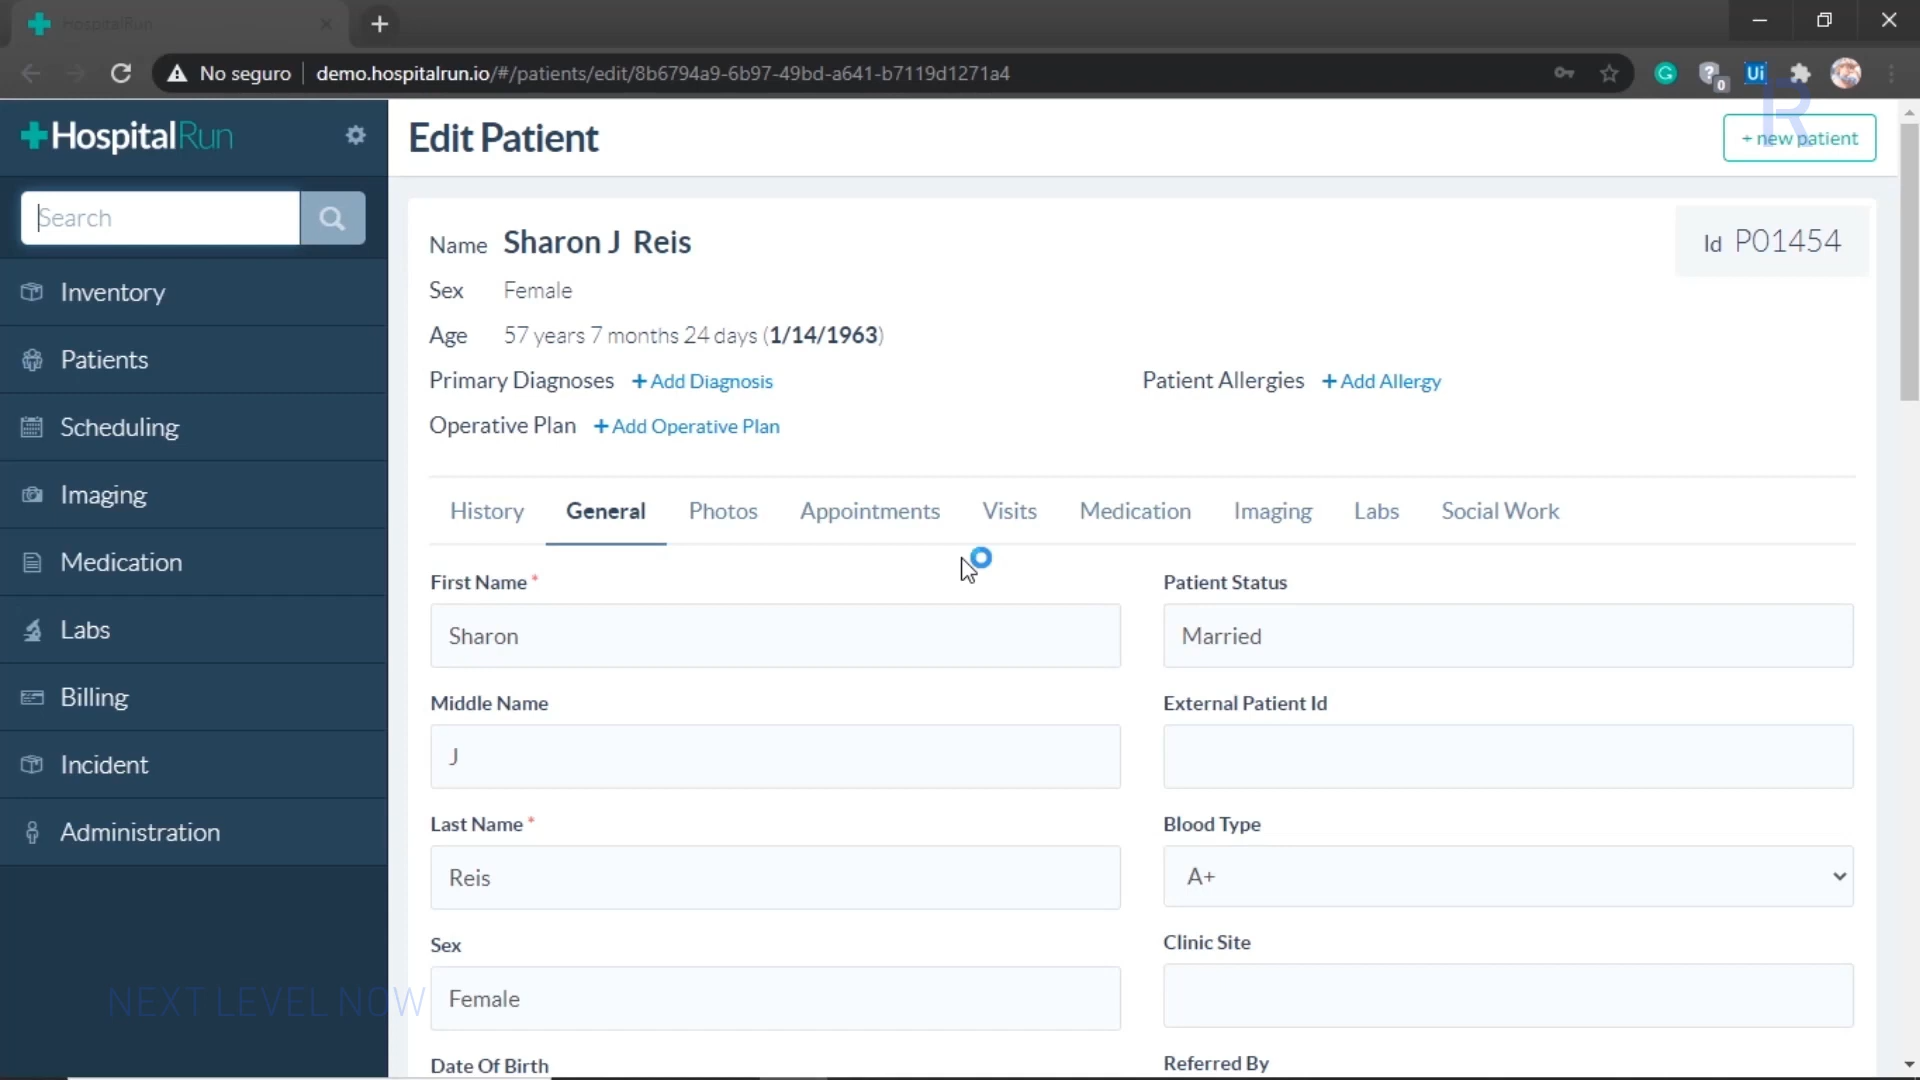 HospitalRun
No seguro
demo.hospitalrun.io/#/patients/edit/8b6794a9-6b97-49bd-a641-b7119d1271a4
0
Ui
HospitalRun
Search
Inventory
Patients
Scheduling
Imaging
Medication
Labs
Billing
Incident
Administration
NEXT LEVEL NOW
Edit Patient
+ new patient
R
Name Sharon J Reis
Id P01454
Sex Female
Age 57 years 7 months 24 days (1/14/1963)
Primary Diagnoses + Add Diagnosis
Patient Allergies + Add Allergy
Operative Plan + Add Operative Plan
History General Photos Appointments Visits Medication Imaging Labs Social Work
First Name *
Sharon
Patient Status
Married
Middle Name
J
External Patient Id
Last Name *
Reis
Blood Type
A+
Sex
Female
Clinic Site
Date Of Birth
Referred By